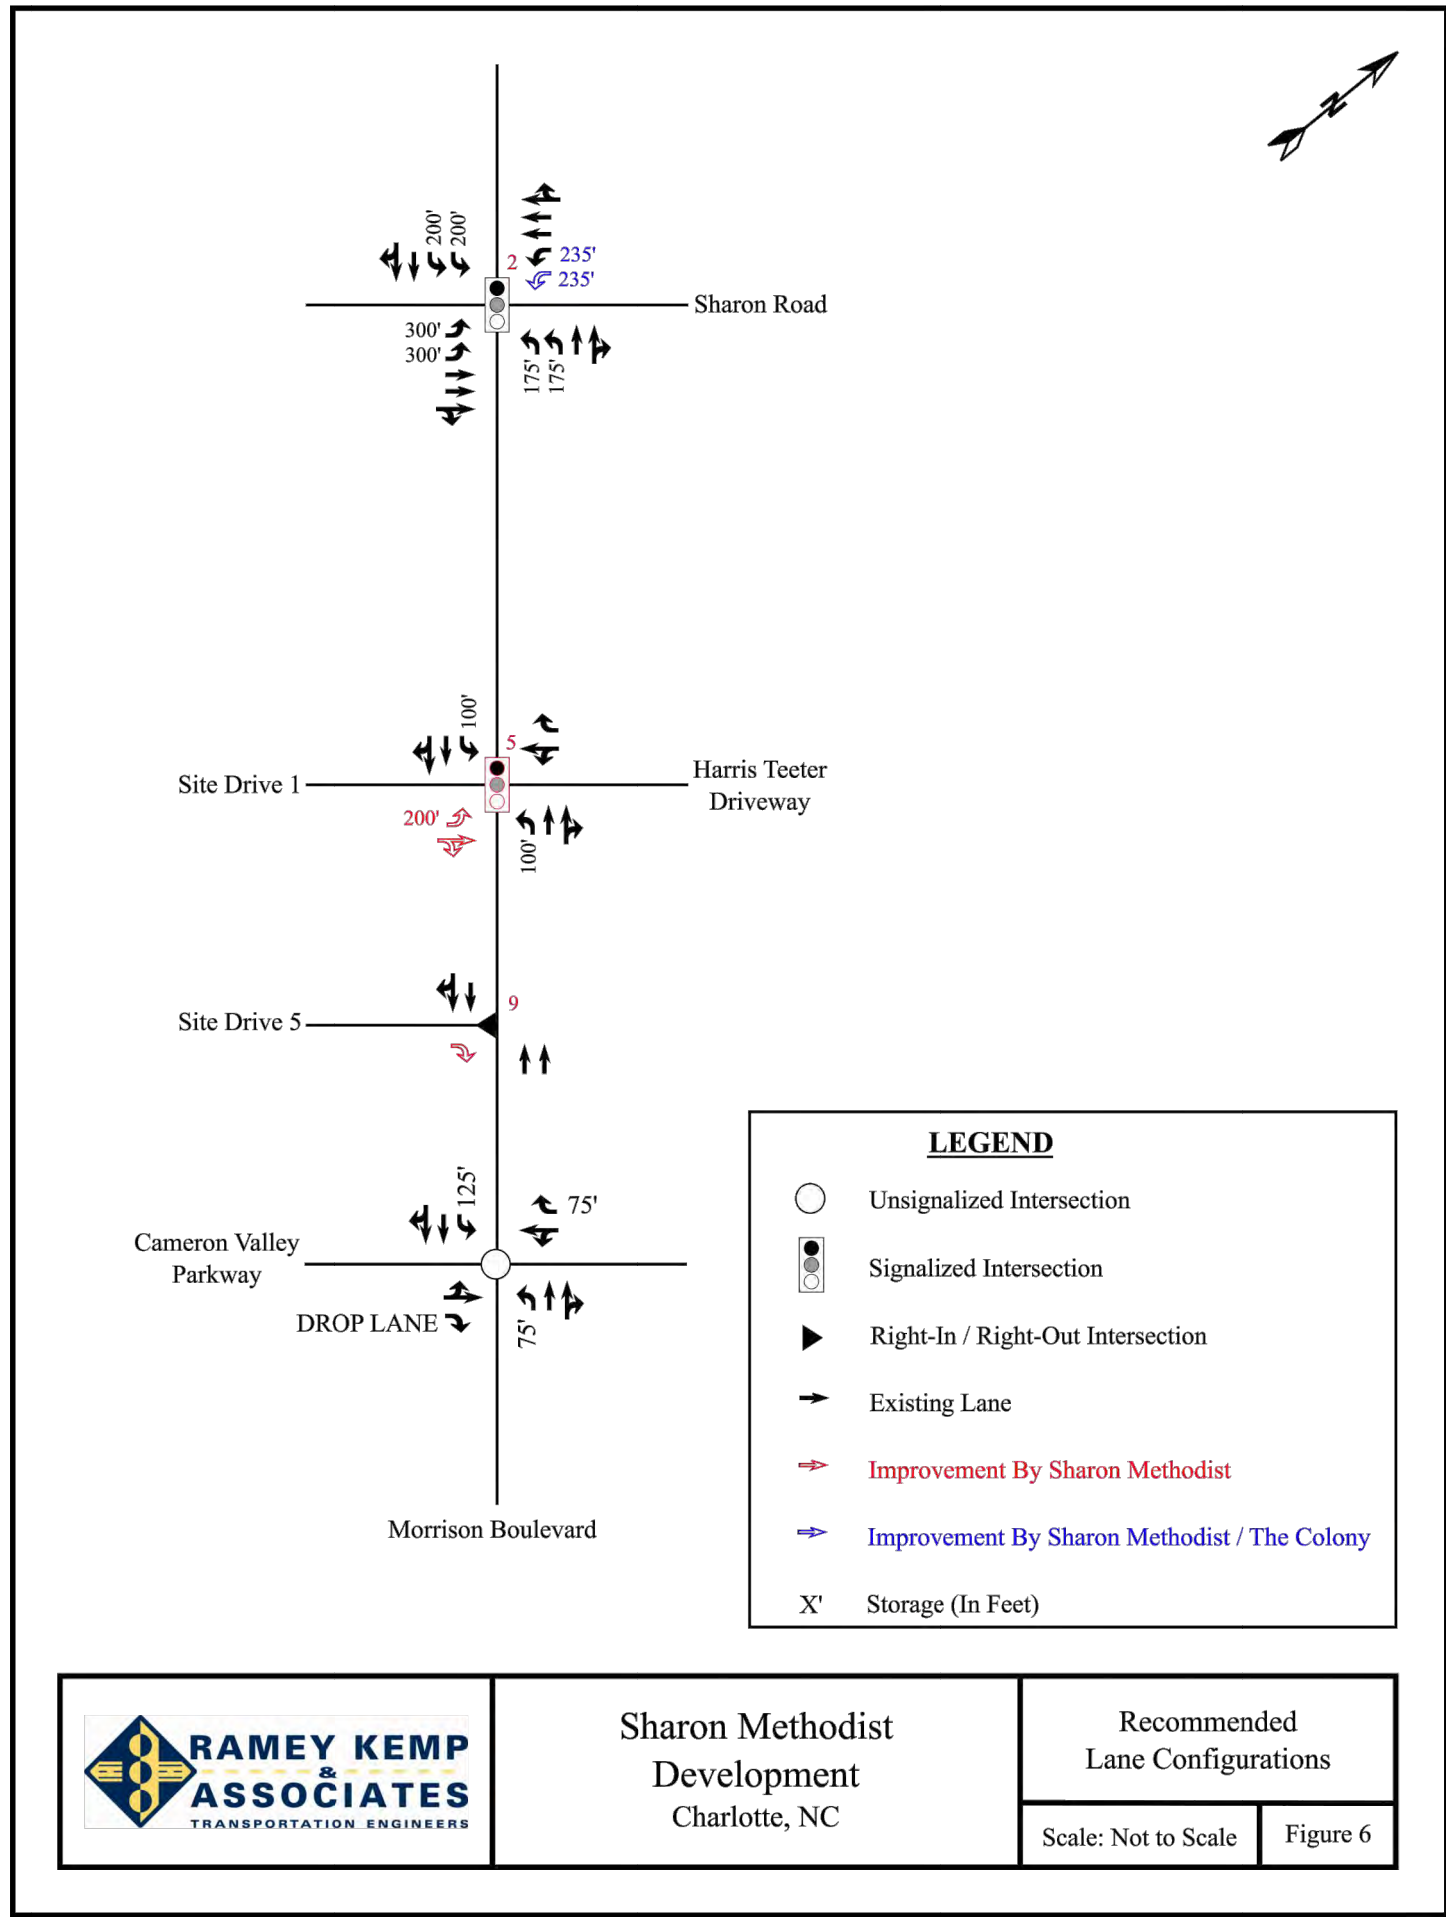 N
200'
200'
2
235'
235'
Sharon Road
300'
300'
175'
175'
100'
5
Site Drive 1
Harris Teeter
Driveway
200'
100'
9
Site Drive 5
125'
75'
Cameron Valley
Parkway
DROP LANE
75'
Morrison Boulevard
LEGEND
Unsignalized Intersection
Signalized Intersection
Right-In / Right-Out Intersection
Existing Lane
Improvement By Sharon Methodist
Improvement By Sharon Methodist / The Colony
X' Storage (In Feet)
RAMEY KEMP
&
ASSOCIATES
TRANSPORTATION ENGINEERS
Sharon Methodist
Development
Charlotte, NC
Recommended
Lane Configurations
Scale: Not to Scale
Figure 6